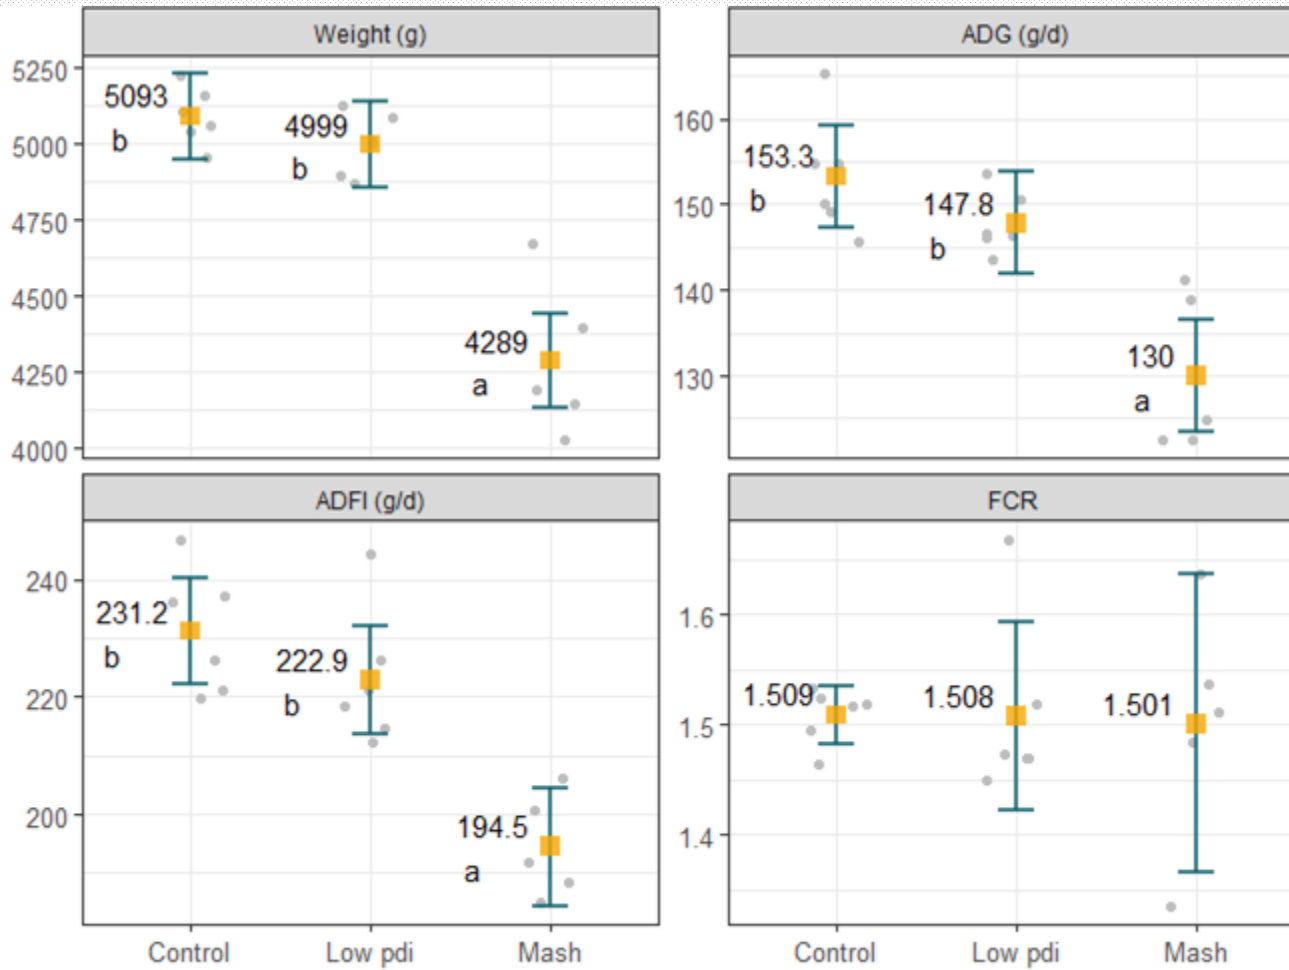 Weight (g)
5250
5000
4750
4500
4250
4000
5093
b
4999
b
4289
a
ADG (g/d)
160
150
140
130
153.3
b
147.8
b
130
a
ADFI (g/d)
240
220
200
231.2
b
222.9
b
194.5
a
Control
Low pdi
Mash
FCR
1.6
1.5
1.4
1.509
1.508
1.501
Control
Low pdi
Mash